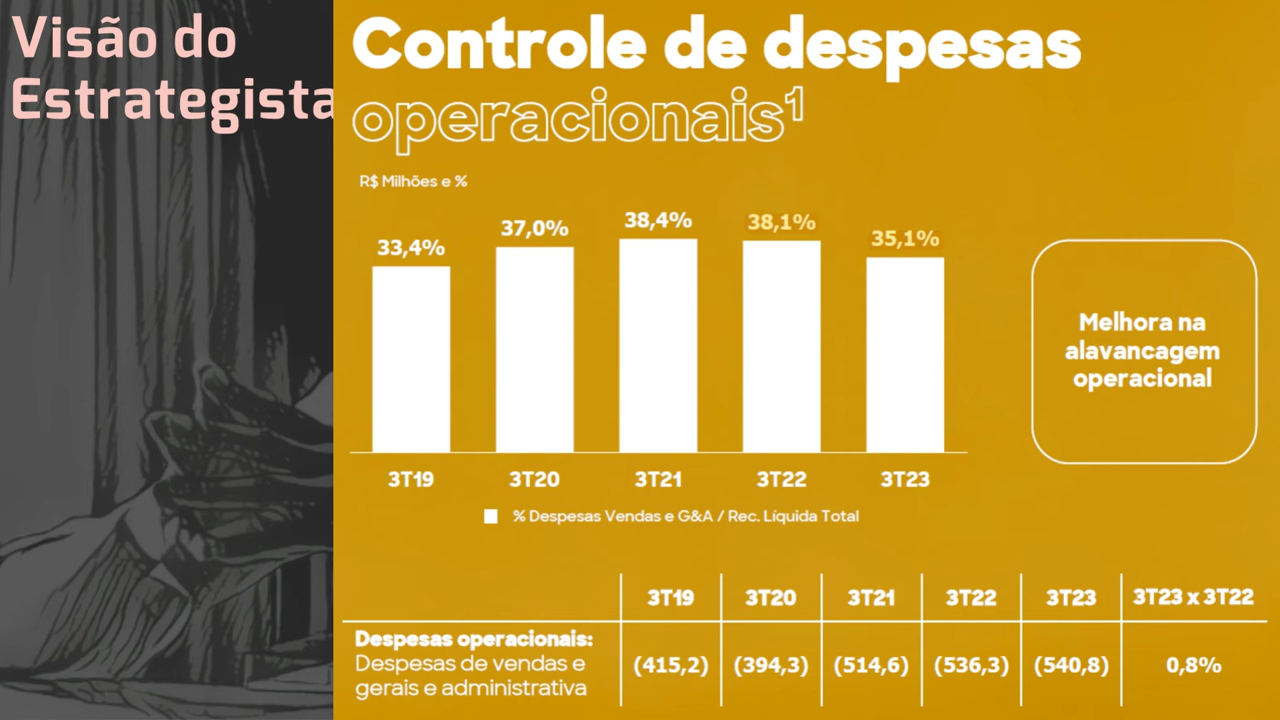 Visão do
Estrategista
Controle de despesas
operacionais¹
R$ Milhões e %
33,4%
37,0%
38,4%
38,1%
35,1%
3T19
3T20
3T21
3T22
3T23
% Despesas Vendas e G&A / Rec. Líquida Total
Melhora na
alavancagem
operacional
3T19 3T20 3T21 3T22 3T23 3T23 x 3T22
Despesas operacionais:
Despesas de vendas e
gerais e administrativa
(415,2) (394,3) (514,6) (536,3) (540,8) 0,8%